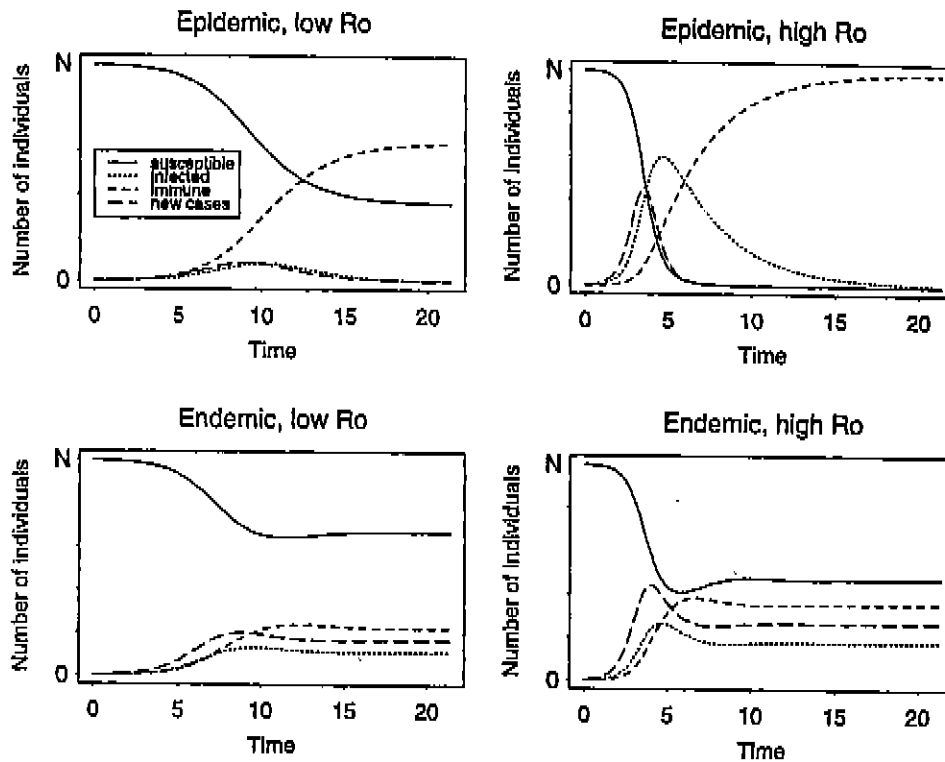 Epidemic, low Ro
Number of individuals
N
0
susceptible
infected
immune
new cases
0 5 10 15 20
Time
Epidemic, high Ro
Number of individuals
N
0
0 5 10 15 20
Time
Endemic, low Ro
Number of individuals
N
0
0 5 10 15 20
Time
Endemic, high Ro
Number of individuals
N
0
0 5 10 15 20
Time